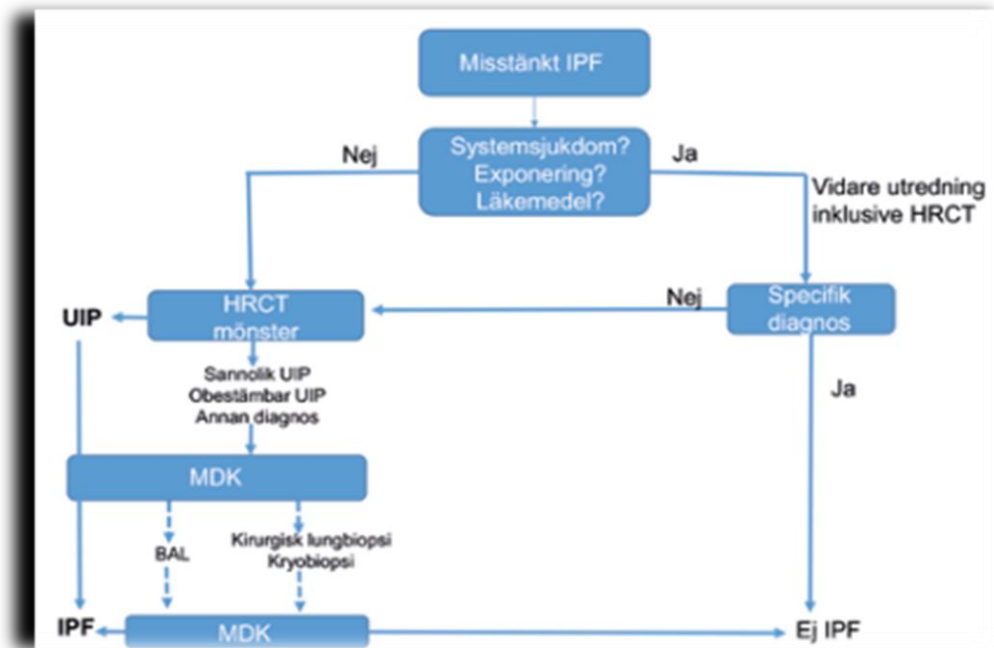 Misstänkt IPF
Nej
Systemsjukdom?
Exponering?
Läkemedel?
Ja
Vidare utredning
inklusive HRCT
UIP
HRCT
mönster
Nej
Specifik
diagnos
Sannolik UIP
Obestämbar UIP
Annan diagnos
Ja
MDK
BAL
Kirurgisk lungbiopsi
Kryobiopsi
IPF
MDK
Ej IPF